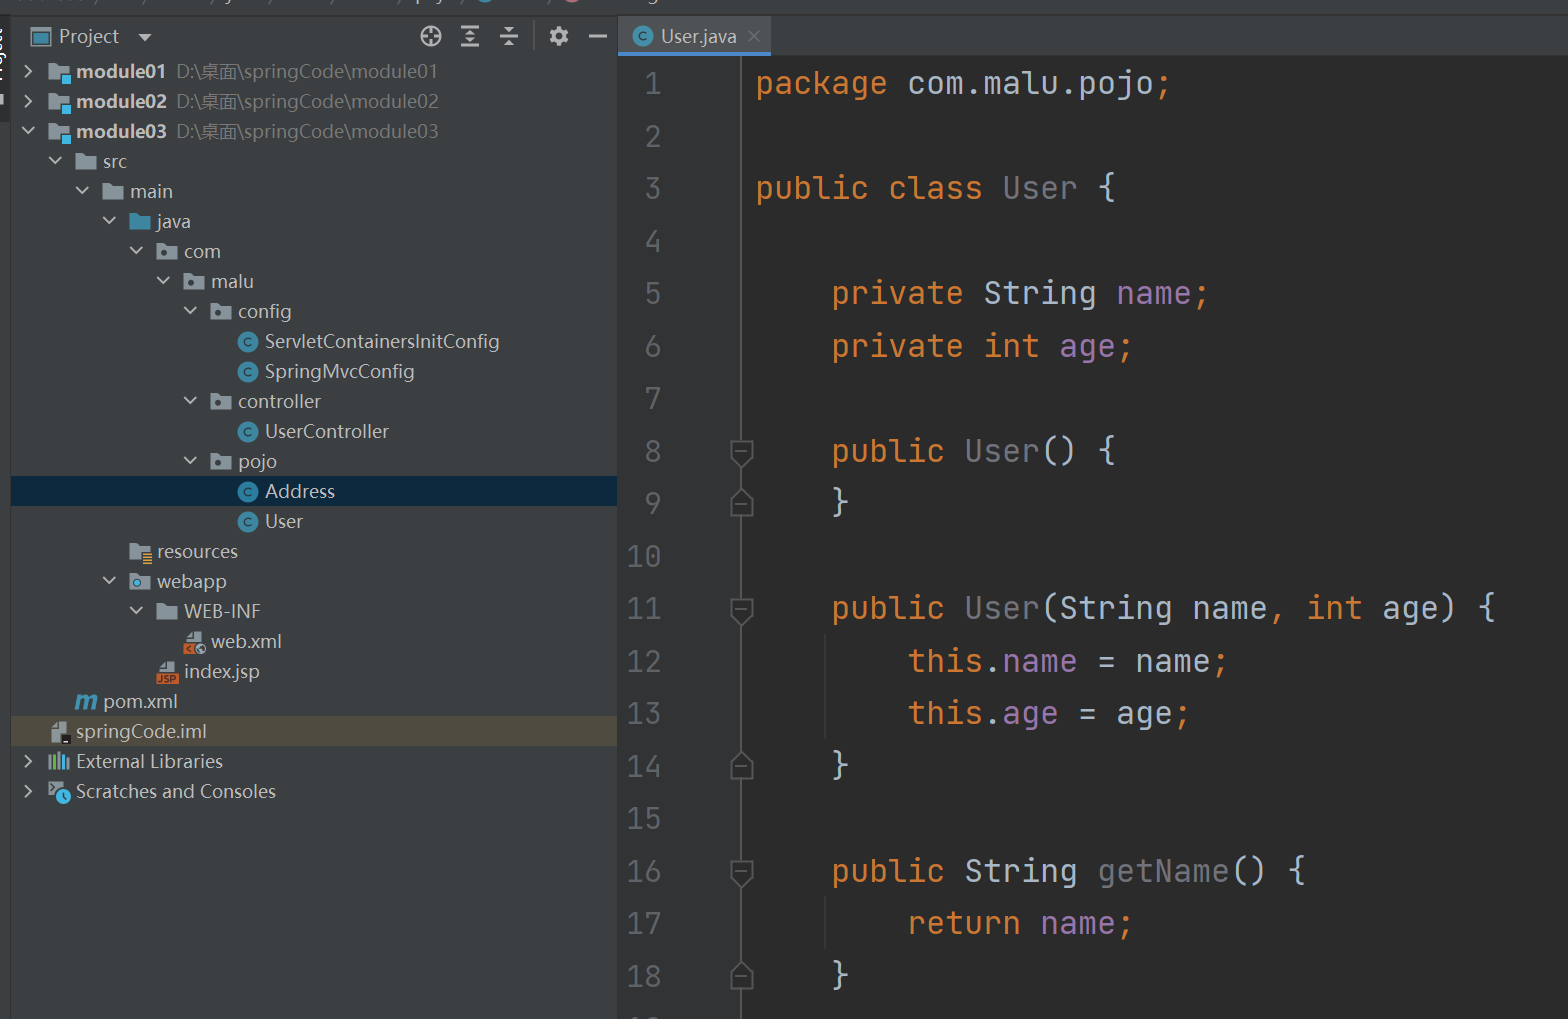 Project
module01 D:\桌面\springCode\module01
module02 D:\桌面\springCode\module02
module03 D:\桌面\springCode\module03
src
main
java
com
malu
config
ServletContainersInitConfig
SpringMvcConfig
controller
UserController
pojo
Address
User
resources
webapp
WEB-INF
web.xml
index.jsp
pom.xml
springCode.iml
External Libraries
Scratches and Consoles
User.java
1 package com.malu.pojo;
2
3 public class User {
4
5 private String name;
6 private int age;
7
8 public User() {
9 }
10
11 public User(String name, int age) {
12 this.name = name;
13 this.age = age;
14 }
15
16 public String getName() {
17 return name;
18 }